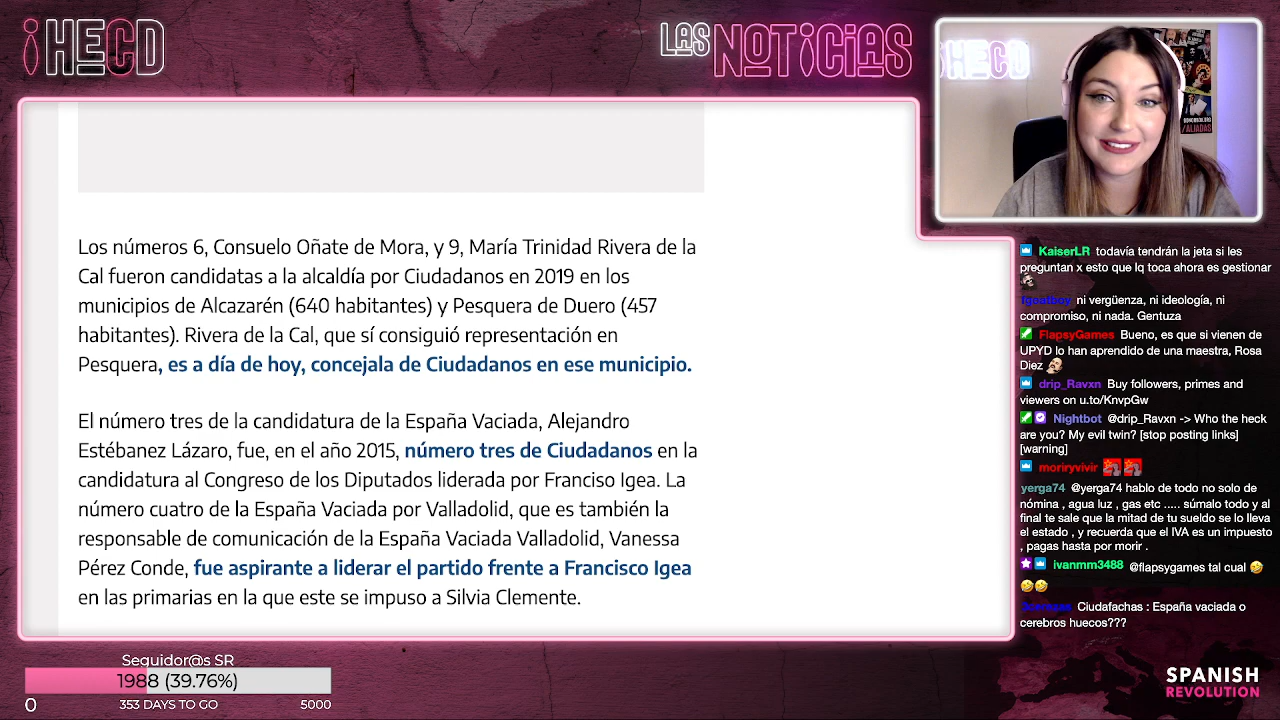 ¡HECD
LAS NOTICIAS
HECD
Los números 6, Consuelo Oñate de Mora, y 9, María Trinidad Rivera de la
Cal fueron candidatas a la alcaldía por Ciudadanos en 2019 en los
municipios de Alcazarén (640 habitantes) y Pesquera de Duero (457
habitantes). Rivera de la Cal, que sí consiguió representación en
Pesquera, es a día de hoy, concejala de Ciudadanos en ese municipio.
El número tres de la candidatura de la España Vaciada, Alejandro
Estébanez Lázaro, fue, en el año 2015, número tres de Ciudadanos en la
candidatura al Congreso de los Diputados liderada por Franciso Igea. La
número cuatro de la España Vaciada por Valladolid, que es también la
responsable de comunicación de la España Vaciada Valladolid, Vanessa
Pérez Conde, fue aspirante a liderar el partido frente a Francisco Igea
en las primarias en la que este se impuso a Silvia Clemente.
KaiserLR todavía tendrán la jeta si les
preguntan x esto que lq toca ahora es gestionar
ni vergüenza, ni ideología, ni
compromiso, ni nada. Gentuza
FlapsyGames Bueno, es que si vienen de
UPYD lo han aprendido de una maestra, Rosa
Diez
drip_Ravxn Buy followers, primes and
viewers on u.to/KnvpGw
Nightbot @drip_Ravxn -> Who the heck
are you? My evil twin? [stop posting links]
[warning]
moriryvivir
yerga74 @yerga74 hablo de todo no solo de
nómina , agua luz , gas etc ..... súmalo todo y al
final te sale que la mitad de tu sueldo se lo lleva
el estado , y recuerda que el IVA es un impuesto
, pagas hasta por morir .
ivanmm3488 @flapsygames tal cual
Ciudafachas : España vaciada o
cerebros huecos???
Seguidor@s SR
1988 (39.76%)
0 353 DAYS TO GO 5000
SPANISH
REVOLUTION